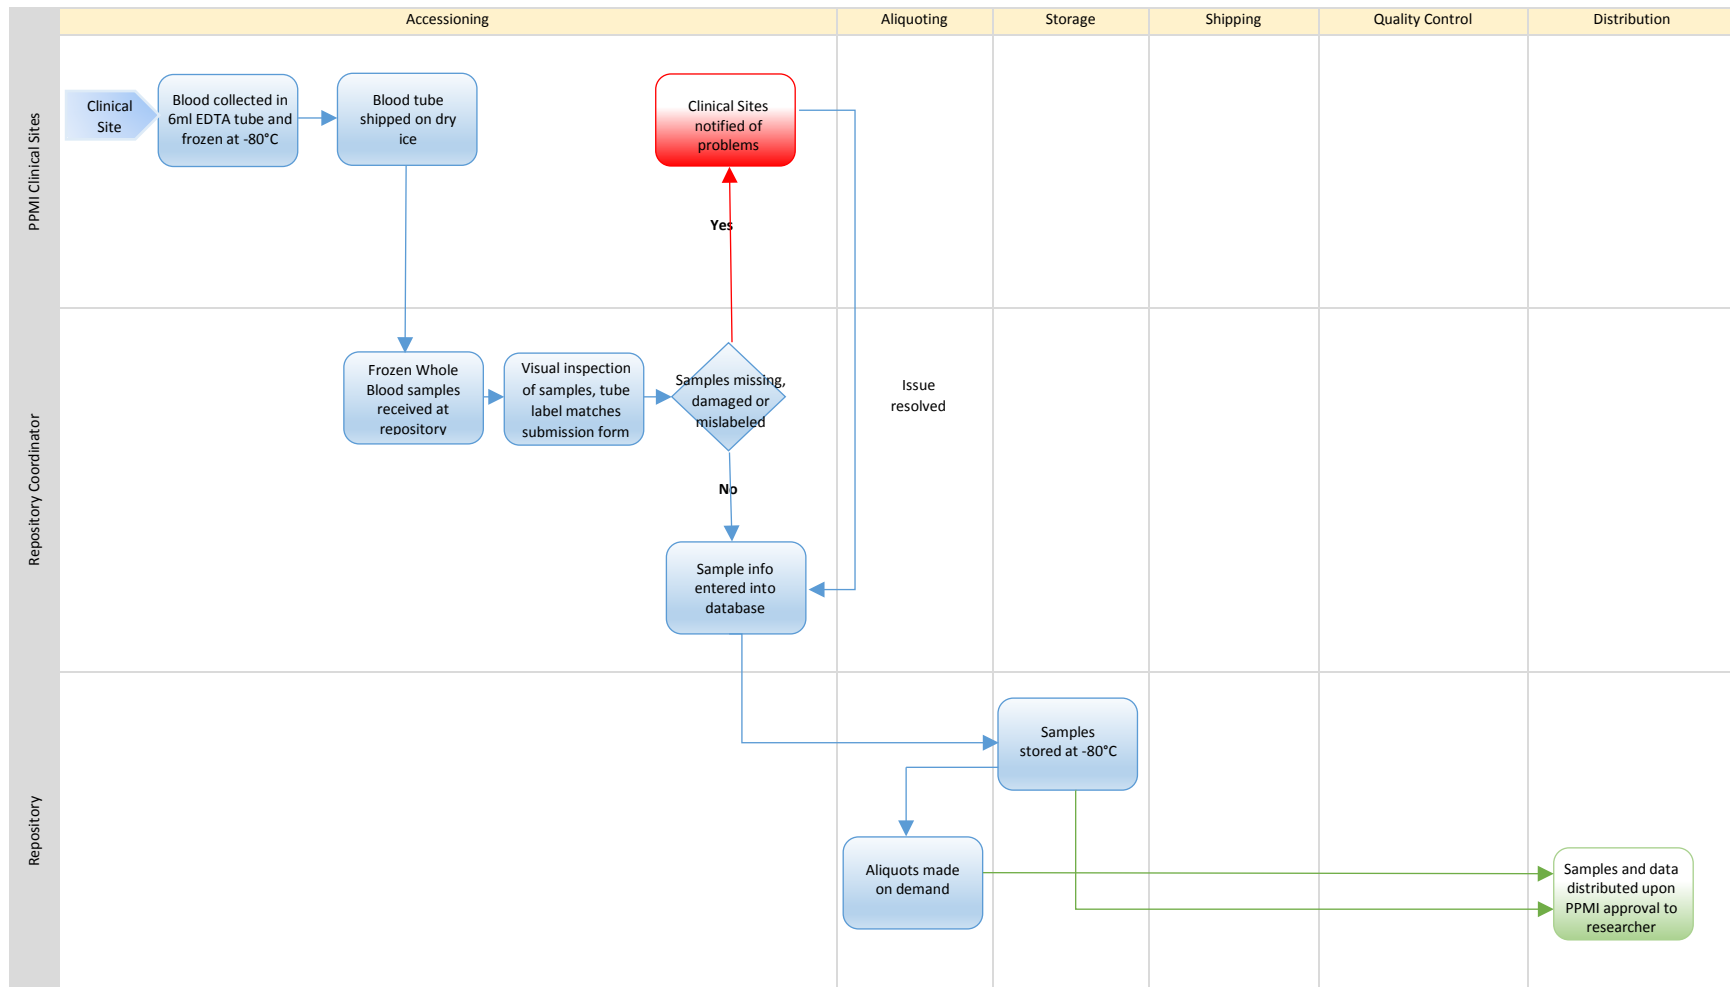 Accessioning
Aliquoting
Storage
Shipping
Quality Control
Distribution
PPMI Clinical Sites
Clinical
Site
Blood collected in
6ml EDTA tube and
frozen at -80°C
Blood tube
shipped on dry
ice
Clinical Sites
notified of
problems
Yes
Repository Coordinator
Frozen Whole
Blood samples
received at
repository
Visual inspection
of samples, tube
label matches
submission form
Samples missing,
damaged or
mislabeled
Issue
resolved
No
Sample info
entered into
database
Repository
Samples
stored at -80°C
Aliquots made
on demand
Samples and data
distributed upon
PPMI approval to
researcher